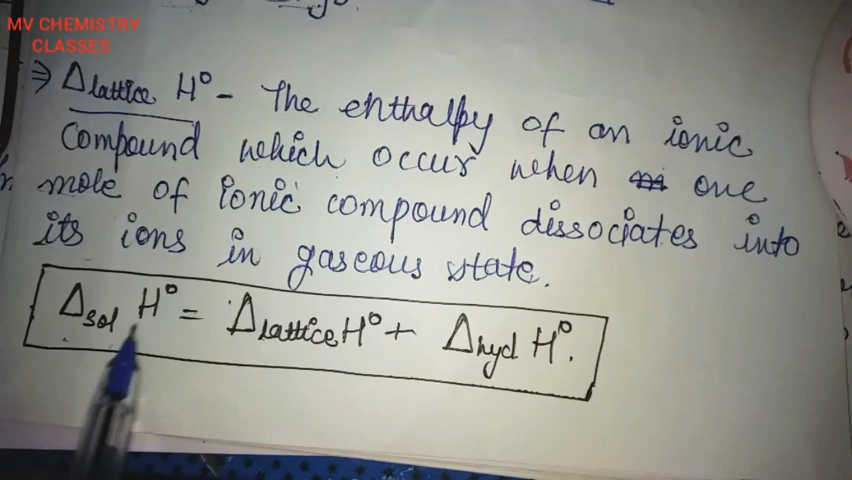 MV CHEMISTRY
CLASSES
⇒ Δlattice H° - The enthalpy of an ionic
compound which occur when one
mole of ionic compound dissociates into
its ions in gaseous state.
Δsol H° = Δlattice H° + Δhyd H°.